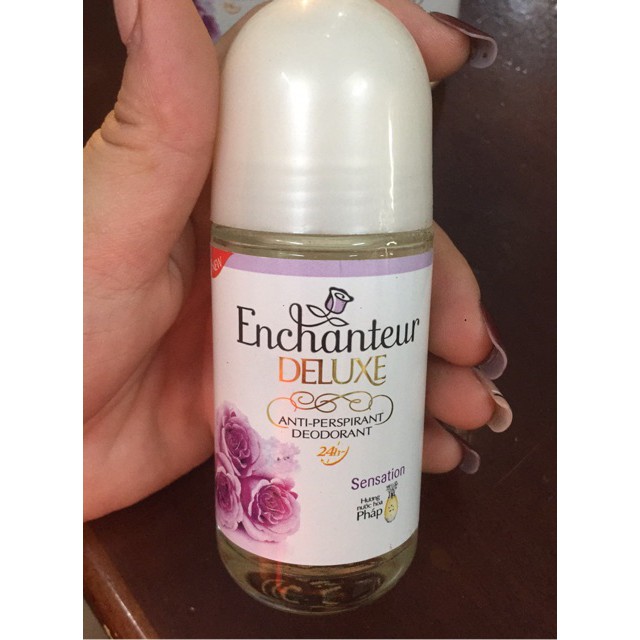 NEW
Enchanteur
DELUXE
ANTI-PERSPIRANT
DEODORANT
24h
Sensation
Hương
nước hoa
Pháp